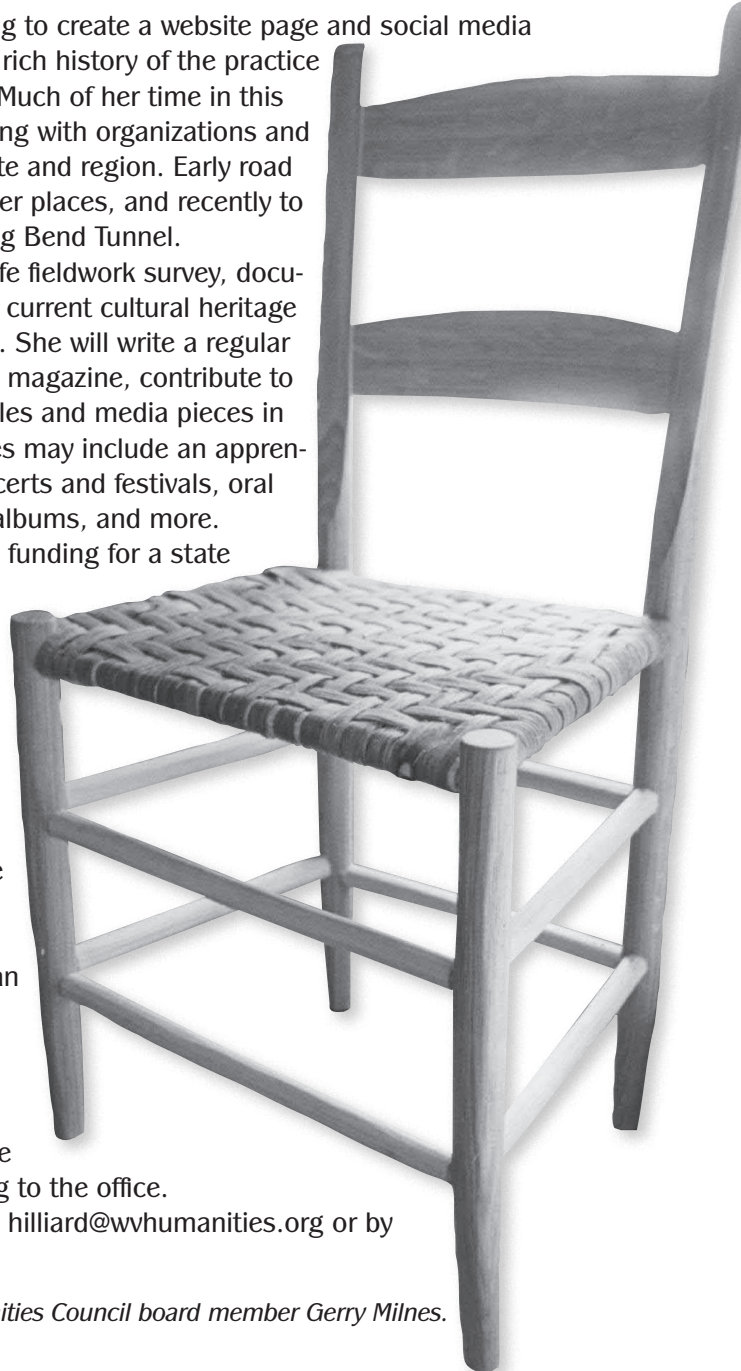 g to create a website page and social media
rich history of the practice
Much of her time in this
ng with organizations and
te and region. Early road
er places, and recently to
g Bend Tunnel.
fe fieldwork survey, docu-
current cultural heritage
. She will write a regular
magazine, contribute to
les and media pieces in
es may include an appren-
certs and festivals, oral
albums, and more.
funding for a state
e
nn
e
g to the office.
hilliard@wvhumanities.org or by
nities Council board member Gerry Milnes.